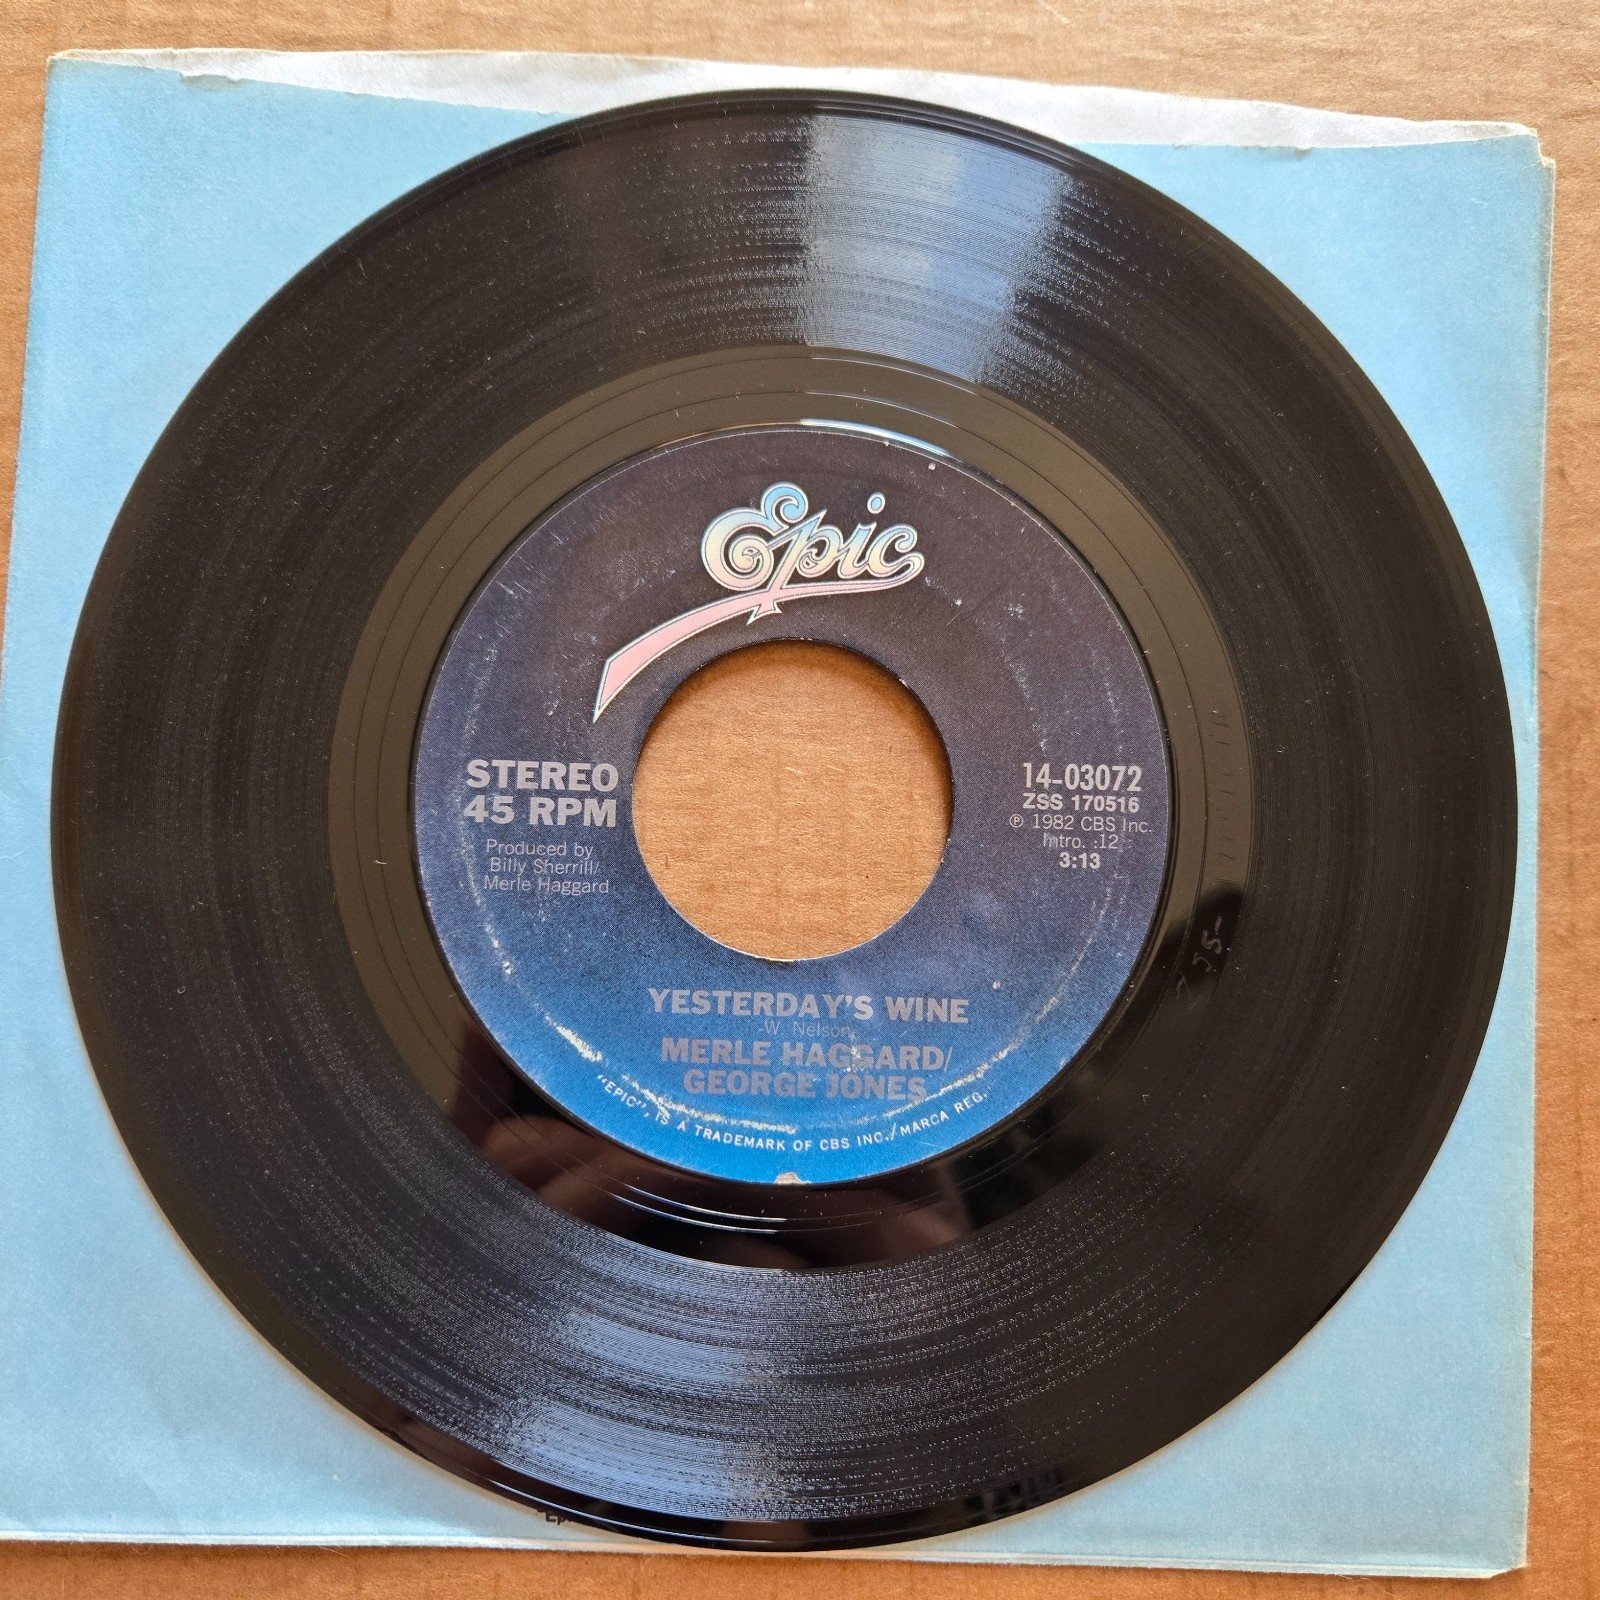 Epic
STEREO
45 RPM
Produced by
Billy Sherrill/
Merle Haggard
14-03072
ZSS 170516
℗ 1982 CBS Inc.
Intro. :12
3:13
YESTERDAY'S WINE
-W. Nelson-
MERLE HAGGARD/
GEORGE JONES
"EPIC", IS A TRADEMARK OF CBS INC./MARCA REG.